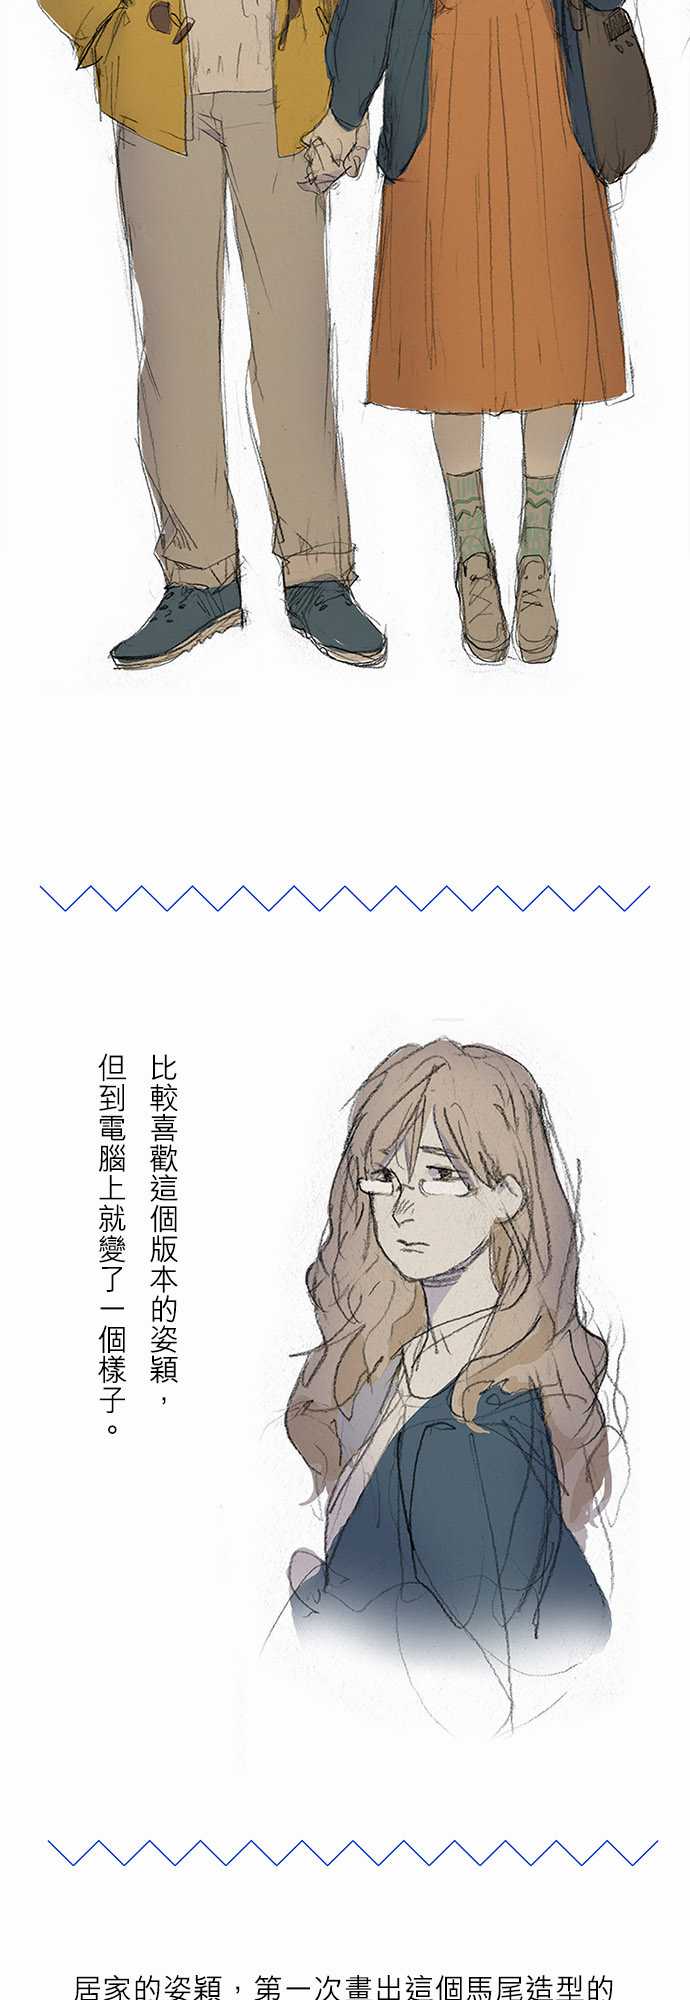 比較喜歡這個版本的姿穎，
但到電腦上就變了一個樣子。
居家的姿穎，第一次畫出這個馬尾造型的